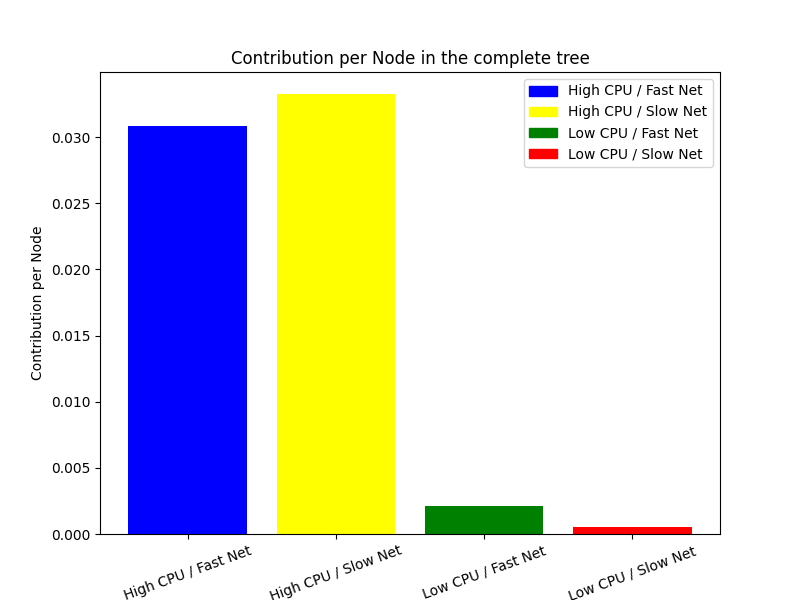 Contribution per Node in the complete tree
High CPU / Fast Net
High CPU / Slow Net
Low CPU / Fast Net
Low CPU / Slow Net
Contribution per Node
0.030
0.025
0.020
0.015
0.010
0.005
0.000
High CPU / Fast Net
High CPU / Slow Net
Low CPU / Fast Net
Low CPU / Slow Net